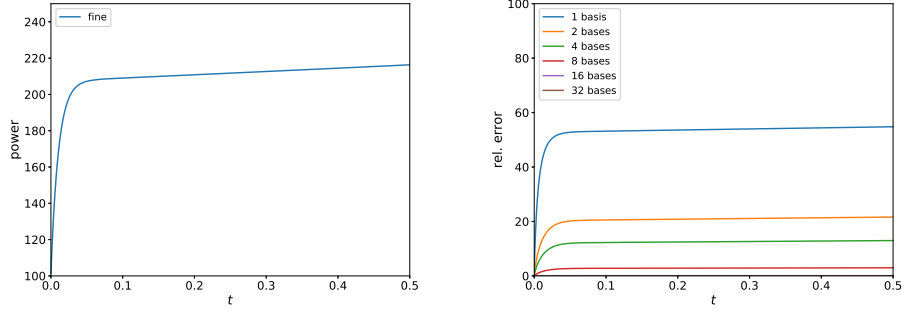 fine
240
220
200
180
160
140
120
100
0.0
0.1
0.2
0.3
0.4
0.5
power
t
1 basis
2 bases
4 bases
8 bases
16 bases
32 bases
100
80
60
40
20
0
0.0
0.1
0.2
0.3
0.4
0.5
rel. error
t